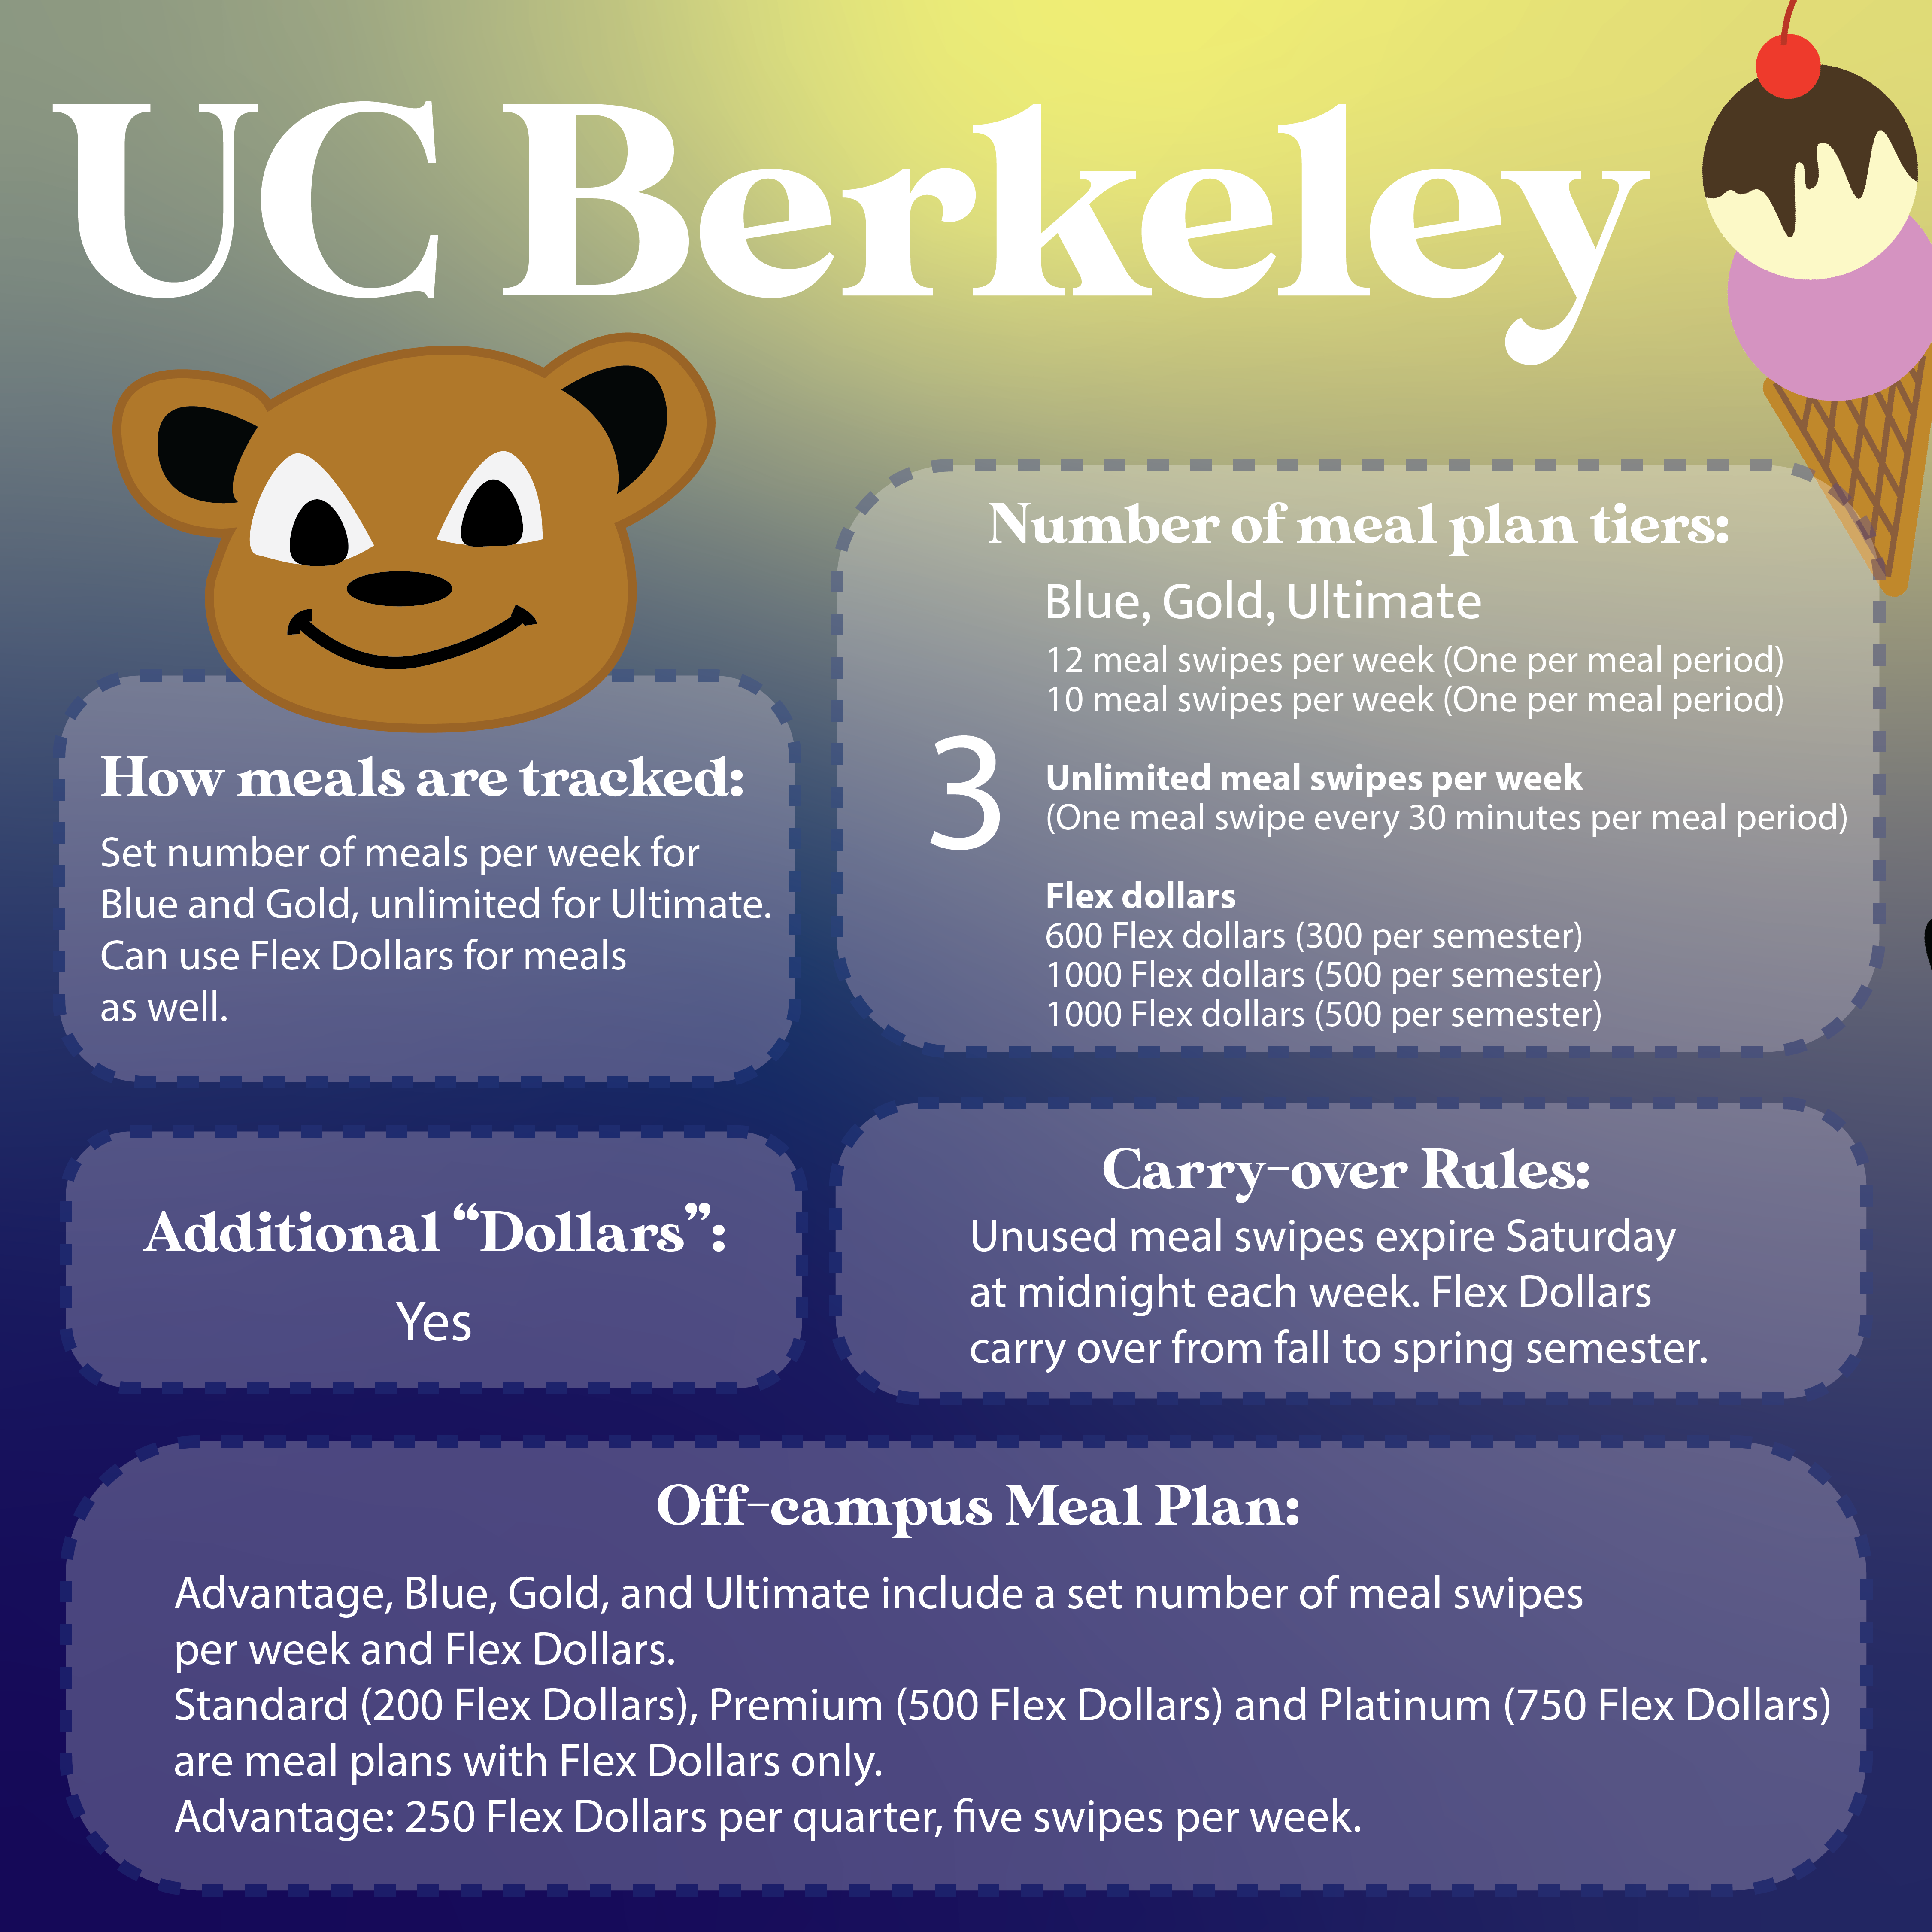 UC Berkeley
Number of meal plan tiers:
3
Blue, Gold, Ultimate
12 meal swipes per week (One per meal period)
10 meal swipes per week (One per meal period)
Unlimited meal swipes per week
(One meal swipe every 30 minutes per meal period)
Flex dollars
600 Flex dollars (300 per semester)
1000 Flex dollars (500 per semester)
1000 Flex dollars (500 per semester)
How meals are tracked:
Set number of meals per week for
Blue and Gold, unlimited for Ultimate.
Can use Flex Dollars for meals
as well.
Additional “Dollars”:
Yes
Carry-over Rules:
Unused meal swipes expire Saturday
at midnight each week. Flex Dollars
carry over from fall to spring semester.
Off-campus Meal Plan:
Advantage, Blue, Gold, and Ultimate include a set number of meal swipes
per week and Flex Dollars.
Standard (200 Flex Dollars), Premium (500 Flex Dollars) and Platinum (750 Flex Dollars)
are meal plans with Flex Dollars only.
Advantage: 250 Flex Dollars per quarter, five swipes per week.